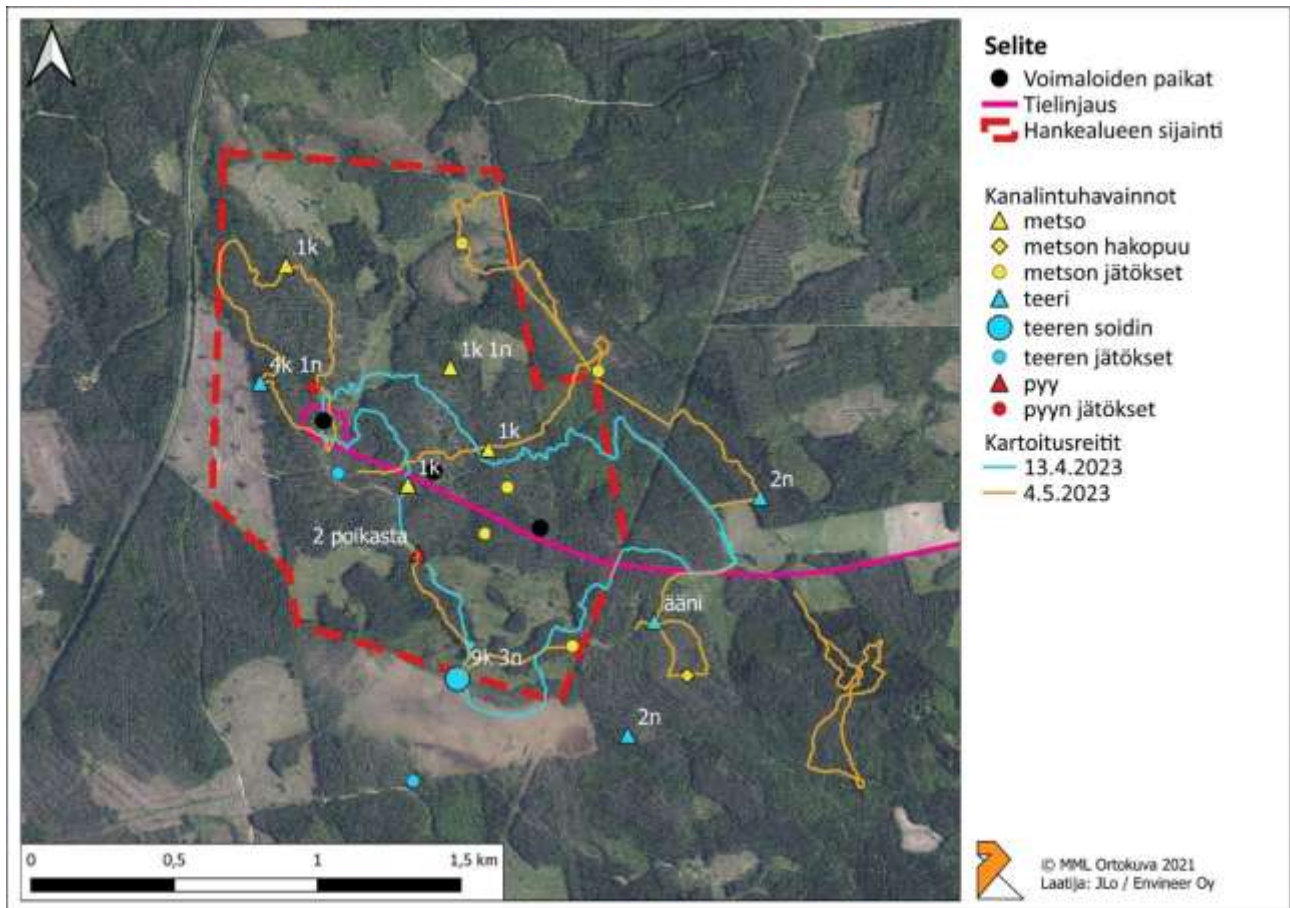 1k
1k 1n
4k 1n
1k
1k
2n
2 poikasta
ääni
9k 3n
2n
0
0,5
1
1,5 km
Selite
Voimaloiden paikat
Tielinjaus
Hankealueen sijainti
Kanalintuhavainnot
metso
metson hakopuu
metson jätökset
teeri
teeren soidin
teeren jätökset
pyy
pyyn jätökset
Kartoitusreitit
13.4.2023
4.5.2023
© MML Ortokuva 2021
Laatija: JLo / Envineer Oy